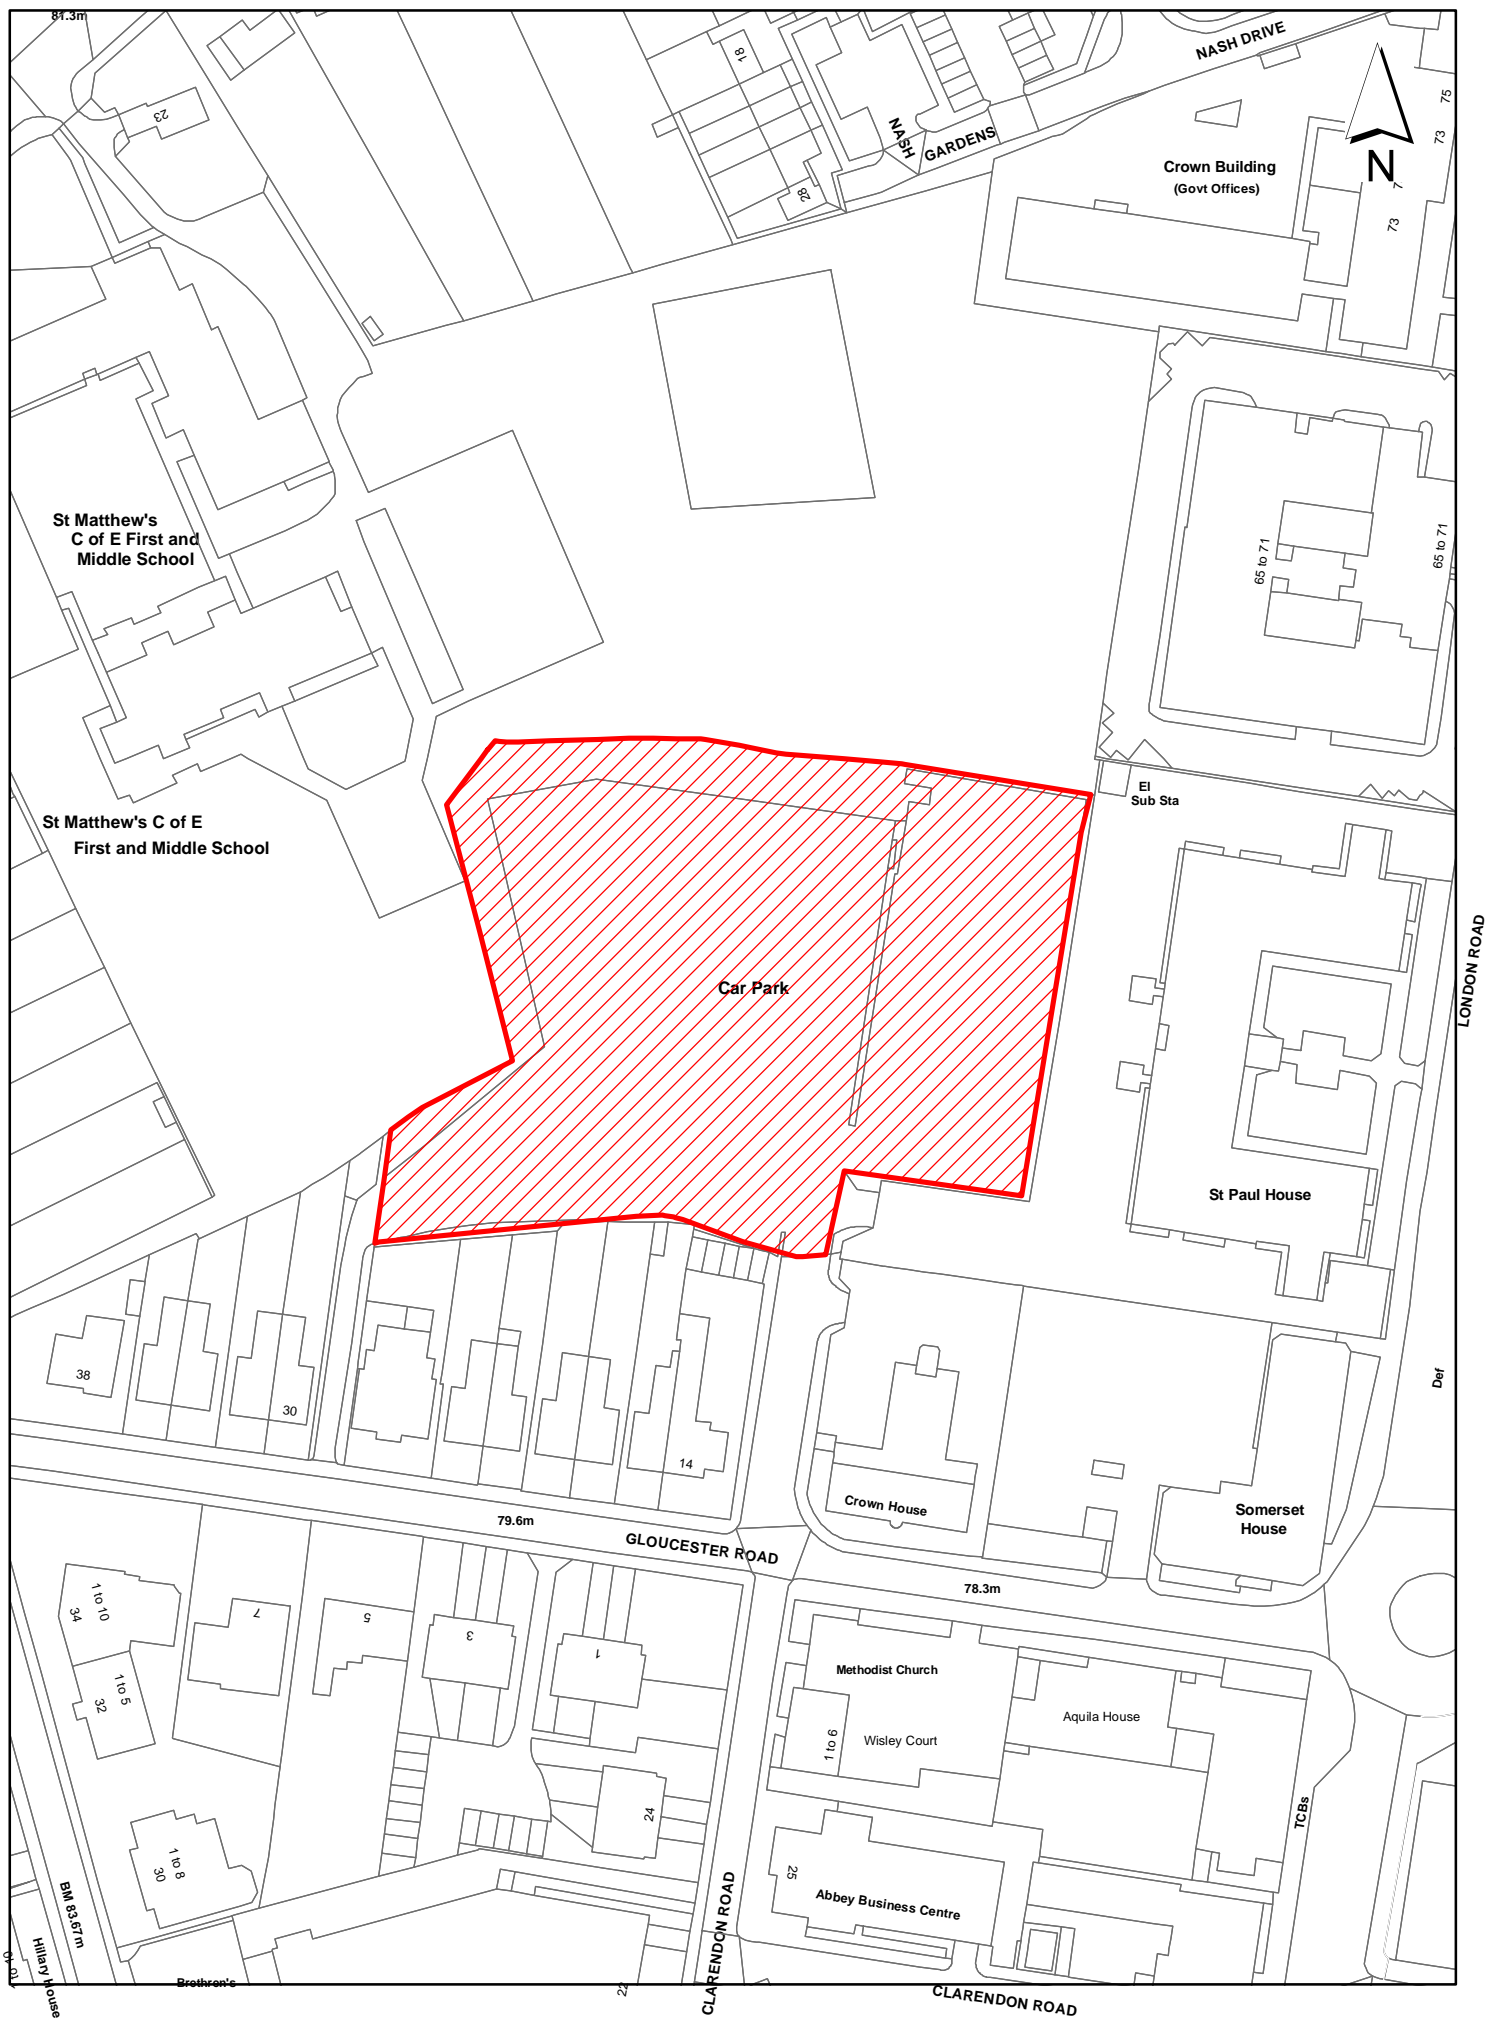 81.3m
NASH DRIVE
18
75
23
73
NASH
GARDENS
N
Crown Building
(Govt Offices)
7
28
73
St Matthew's
C of E First and
Middle School
65 to 71
65 to 71
El
Sub Sta
St Matthew's C of E
First and Middle School
LONDON ROAD
Car Park
St Paul House
Def
38
30
14
Crown House
Somerset
House
79.6m
GLOUCESTER ROAD
78.3m
1 to 10
34
7
5
3
1
Methodist Church
1 to 5
32
Aquila House
1 to 6
Wisley Court
24
TCBs
1 to 8
30
25
Abbey Business Centre
BM 83.67m
CLARENDON ROAD
Hillary House
1 to 10
Brethren's
22
CLARENDON ROAD